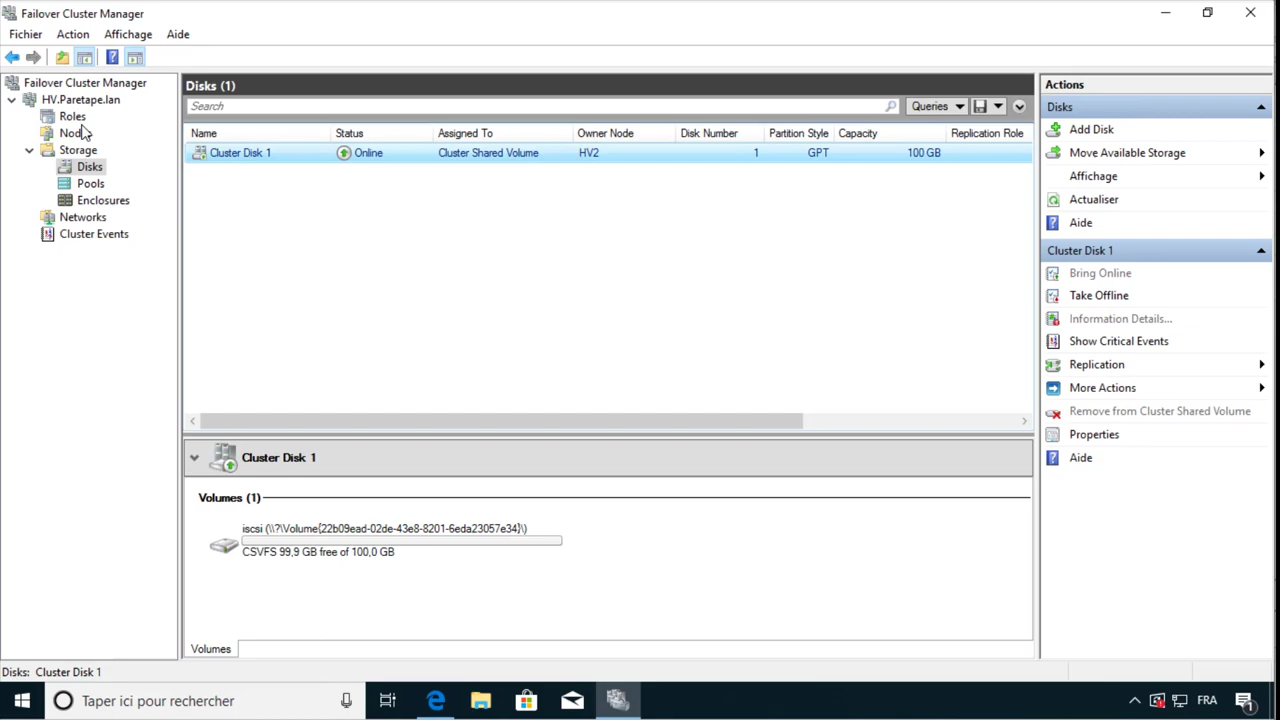 Failover Cluster Manager
Fichier Action Affichage Aide
Failover Cluster Manager
HV.Paretape.lan
Roles
Nodes
Storage
Disks
Pools
Enclosures
Networks
Cluster Events
Disks (1)
Search
Queries
Name Status Assigned To Owner Node Disk Number Partition Style Capacity Replication Role
Cluster Disk 1 Online Cluster Shared Volume HV2 1 GPT 100 GB
Cluster Disk 1
Volumes (1)
iscsi (\\?\Volume{22b09ead-02de-43e8-8201-6eda23057e34}\)
CSVFS 99,9 GB free of 100,0 GB
Volumes
Actions
Disks
Add Disk
Move Available Storage
Affichage
Actualiser
Aide
Cluster Disk 1
Bring Online
Take Offline
Information Details...
Show Critical Events
Replication
More Actions
Remove from Cluster Shared Volume
Properties
Aide
Disks: Cluster Disk 1
Taper ici pour rechercher
FRA
1